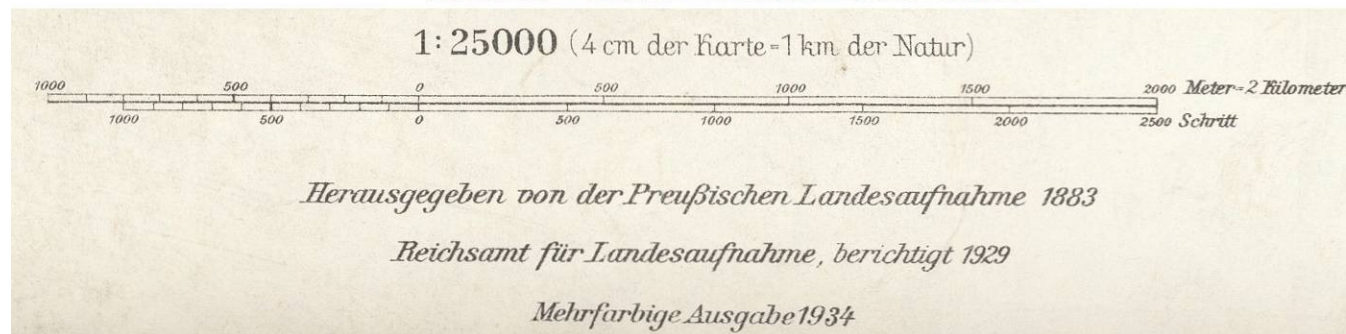 1:25000 (4 cm der Karte=1 km der Natur)
1000 500 0 500 1000 1500 2000 Meter=2 Kilometer
1000 500 0 500 1000 1500 2000 2500 Schritt
Herausgegeben von der Preußischen Landesaufnahme 1883
Reichsamt für Landesaufnahme, berichtigt 1929
Mehrfarbige Ausgabe 1934